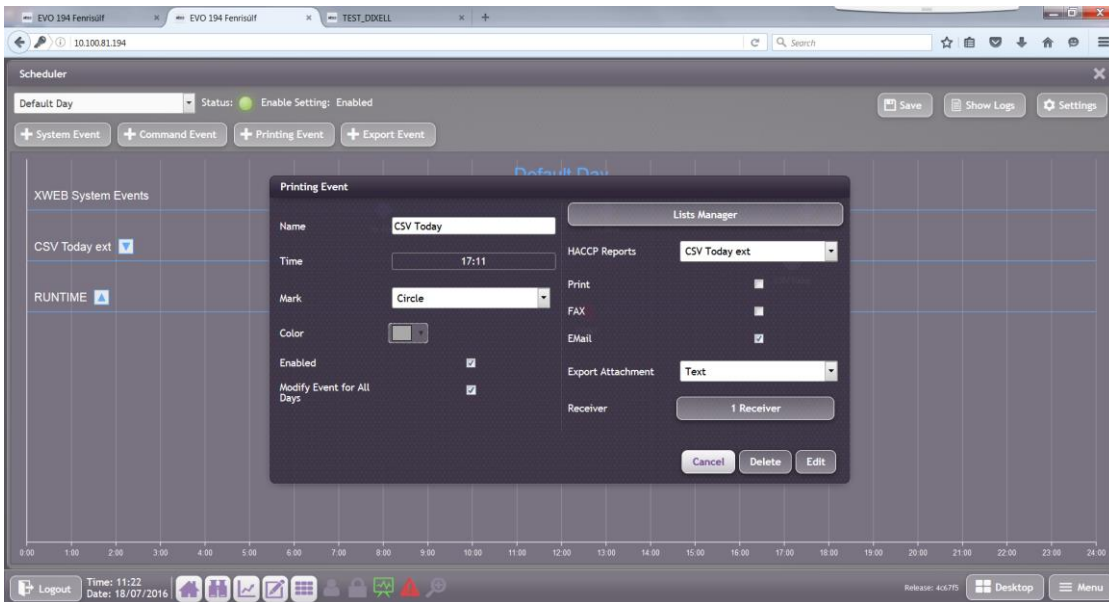 EVO 194 Fenrisúlf
EVO 194 Fenrisúlf
TEST_DIXELL
10.100.81.194
Search
Scheduler
Default Day
Status:
Enable Setting: Enabled
Save
Show Logs
Settings
System Event
Command Event
Printing Event
Export Event
Default Day
XWEB System Events
CSV Today ext
RUNTIME
Printing Event
Name
CSV Today
Time
17:11
Mark
Circle
Color
Enabled
Modify Event for All
Days
Lists Manager
HACCP Reports
CSV Today ext
Print
FAX
EMail
Export Attachment
Text
Receiver
1 Receiver
Cancel
Delete
Edit
0:00 1:00 2:00 3:00 4:00 5:00 6:00 7:00 8:00 9:00 10:00 11:00 12:00 13:00 14:00 15:00 16:00 17:00 18:00 19:00 20:00 21:00 22:00 23:00 24:00
Logout
Time: 11:22
Date: 18/07/2016
Release: 4c67f5
Desktop
Menu